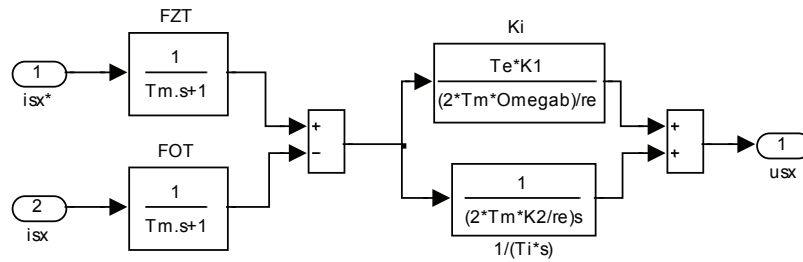 FZT
1
isx*
1
Tm.s+1
FOT
2
isx
1
Tm.s+1
+
−
Ki
Te*K1
(2*Tm*Omegab)/re
1
(2*Tm*K2/re)s
1/(Ti*s)
+
+
1
usx